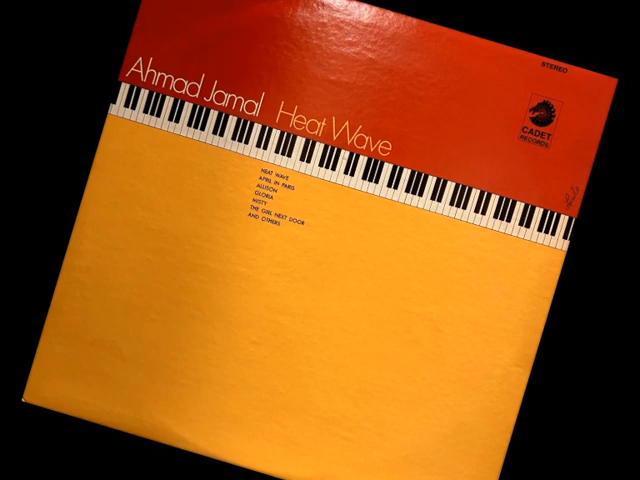 STEREO
Ahmad Jamal Heat Wave
CADET
RECORDS
HEAT WAVE
APRIL IN PARIS
ALLISON
GLORIA
MISTY
THE GIRL NEXT DOOR
AND OTHERS